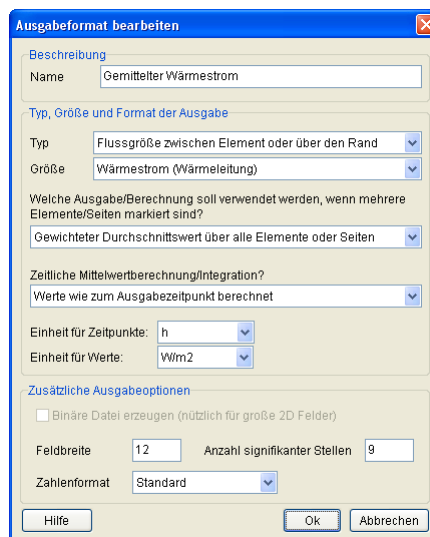 Ausgabeformat bearbeiten
Beschreibung
Name Gemittelter Wärmestrom
Typ, Größe und Format der Ausgabe
Typ Flussgröße zwischen Element oder über den Rand
Größe Wärmestrom (Wärmeleitung)
Welche Ausgabe/Berechnung soll verwendet werden, wenn mehrere
Elemente/Seiten markiert sind?
Gewichteter Durchschnittswert über alle Elemente oder Seiten
Zeitliche Mittelwertberechnung/Integration?
Werte wie zum Ausgabezeitpunkt berechnet
Einheit für Zeitpunkte: h
Einheit für Werte: W/m2
Zusätzliche Ausgabeoptionen
Binäre Datei erzeugen (nützlich für große 2D Felder)
Feldbreite 12 Anzahl signifikanter Stellen 9
Zahlenformat Standard
Hilfe Ok Abbrechen